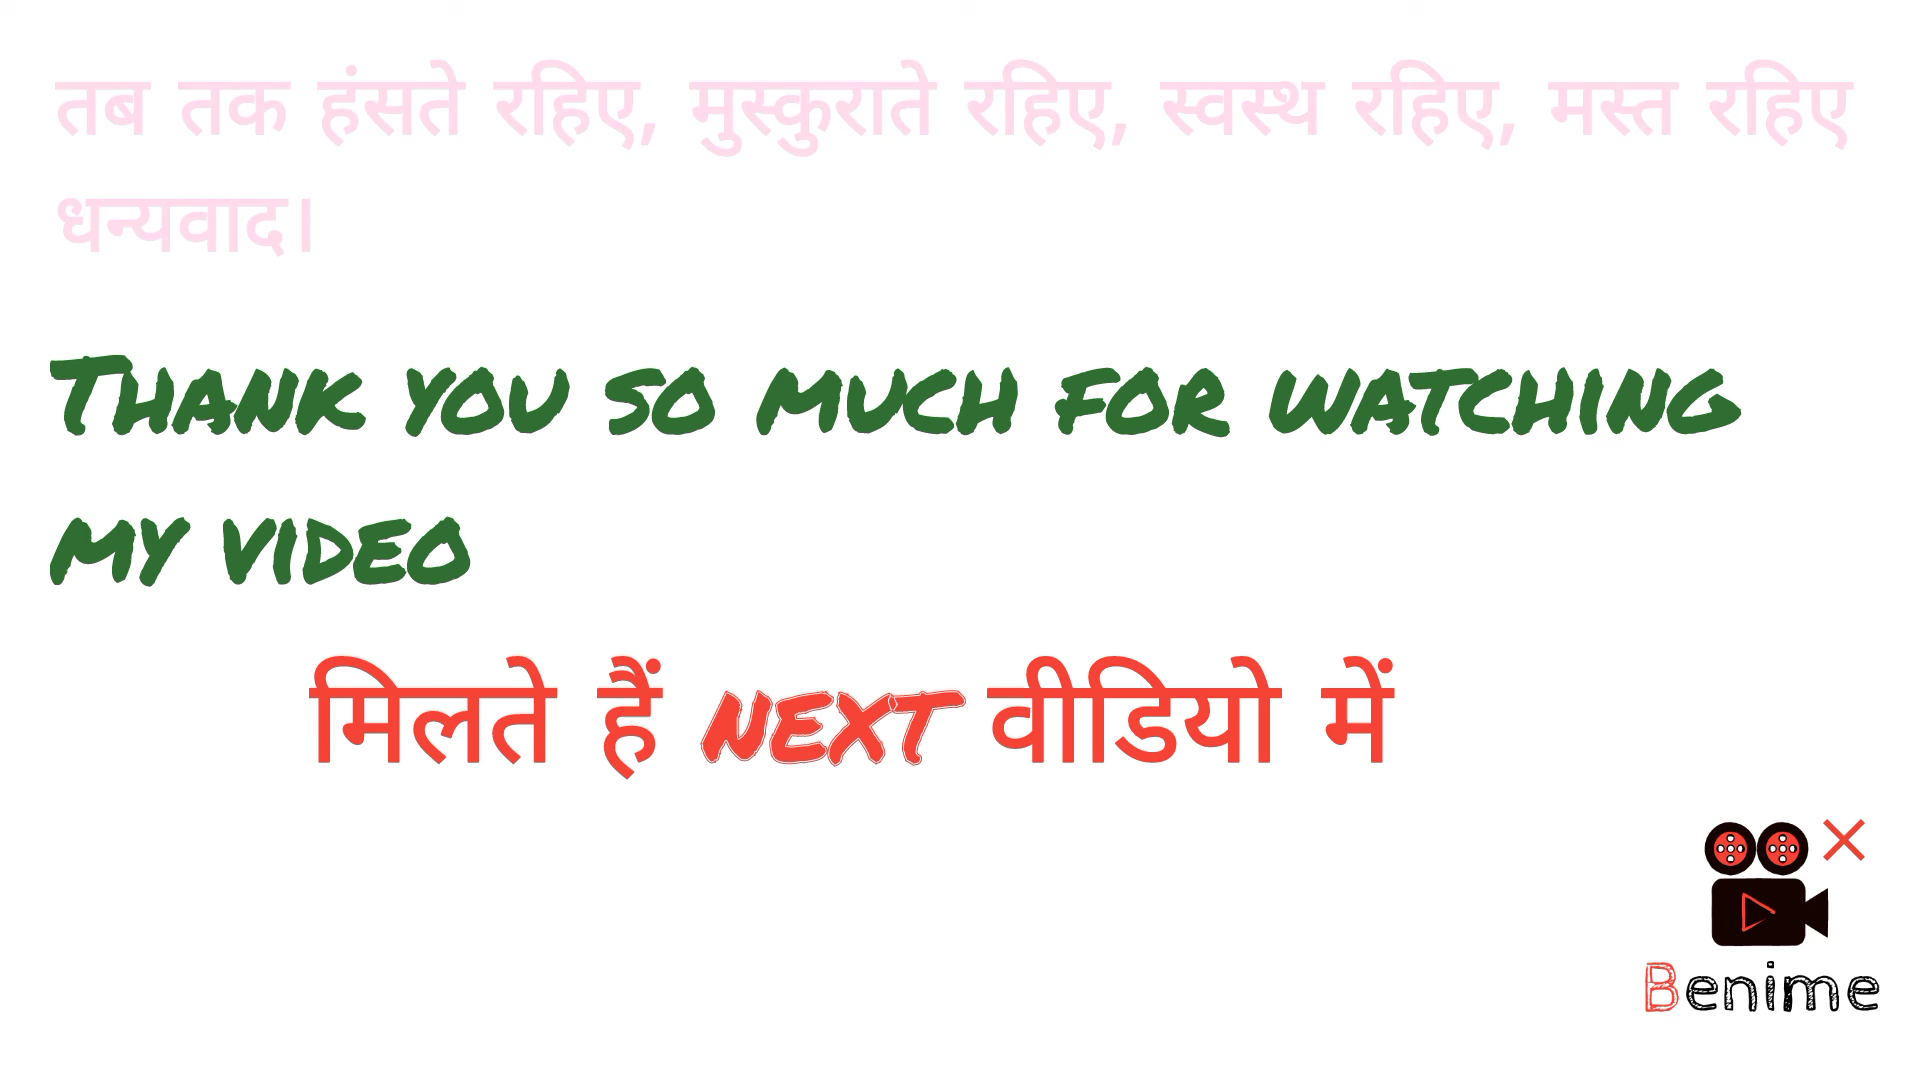 तब तक हंसते रहिए, मुस्कुराते रहिए, स्वस्थ रहिए, मस्त रहिए
धन्यवाद।
Thank you so much for watching
my video
मिलते हैं next वीडियो में
Benime